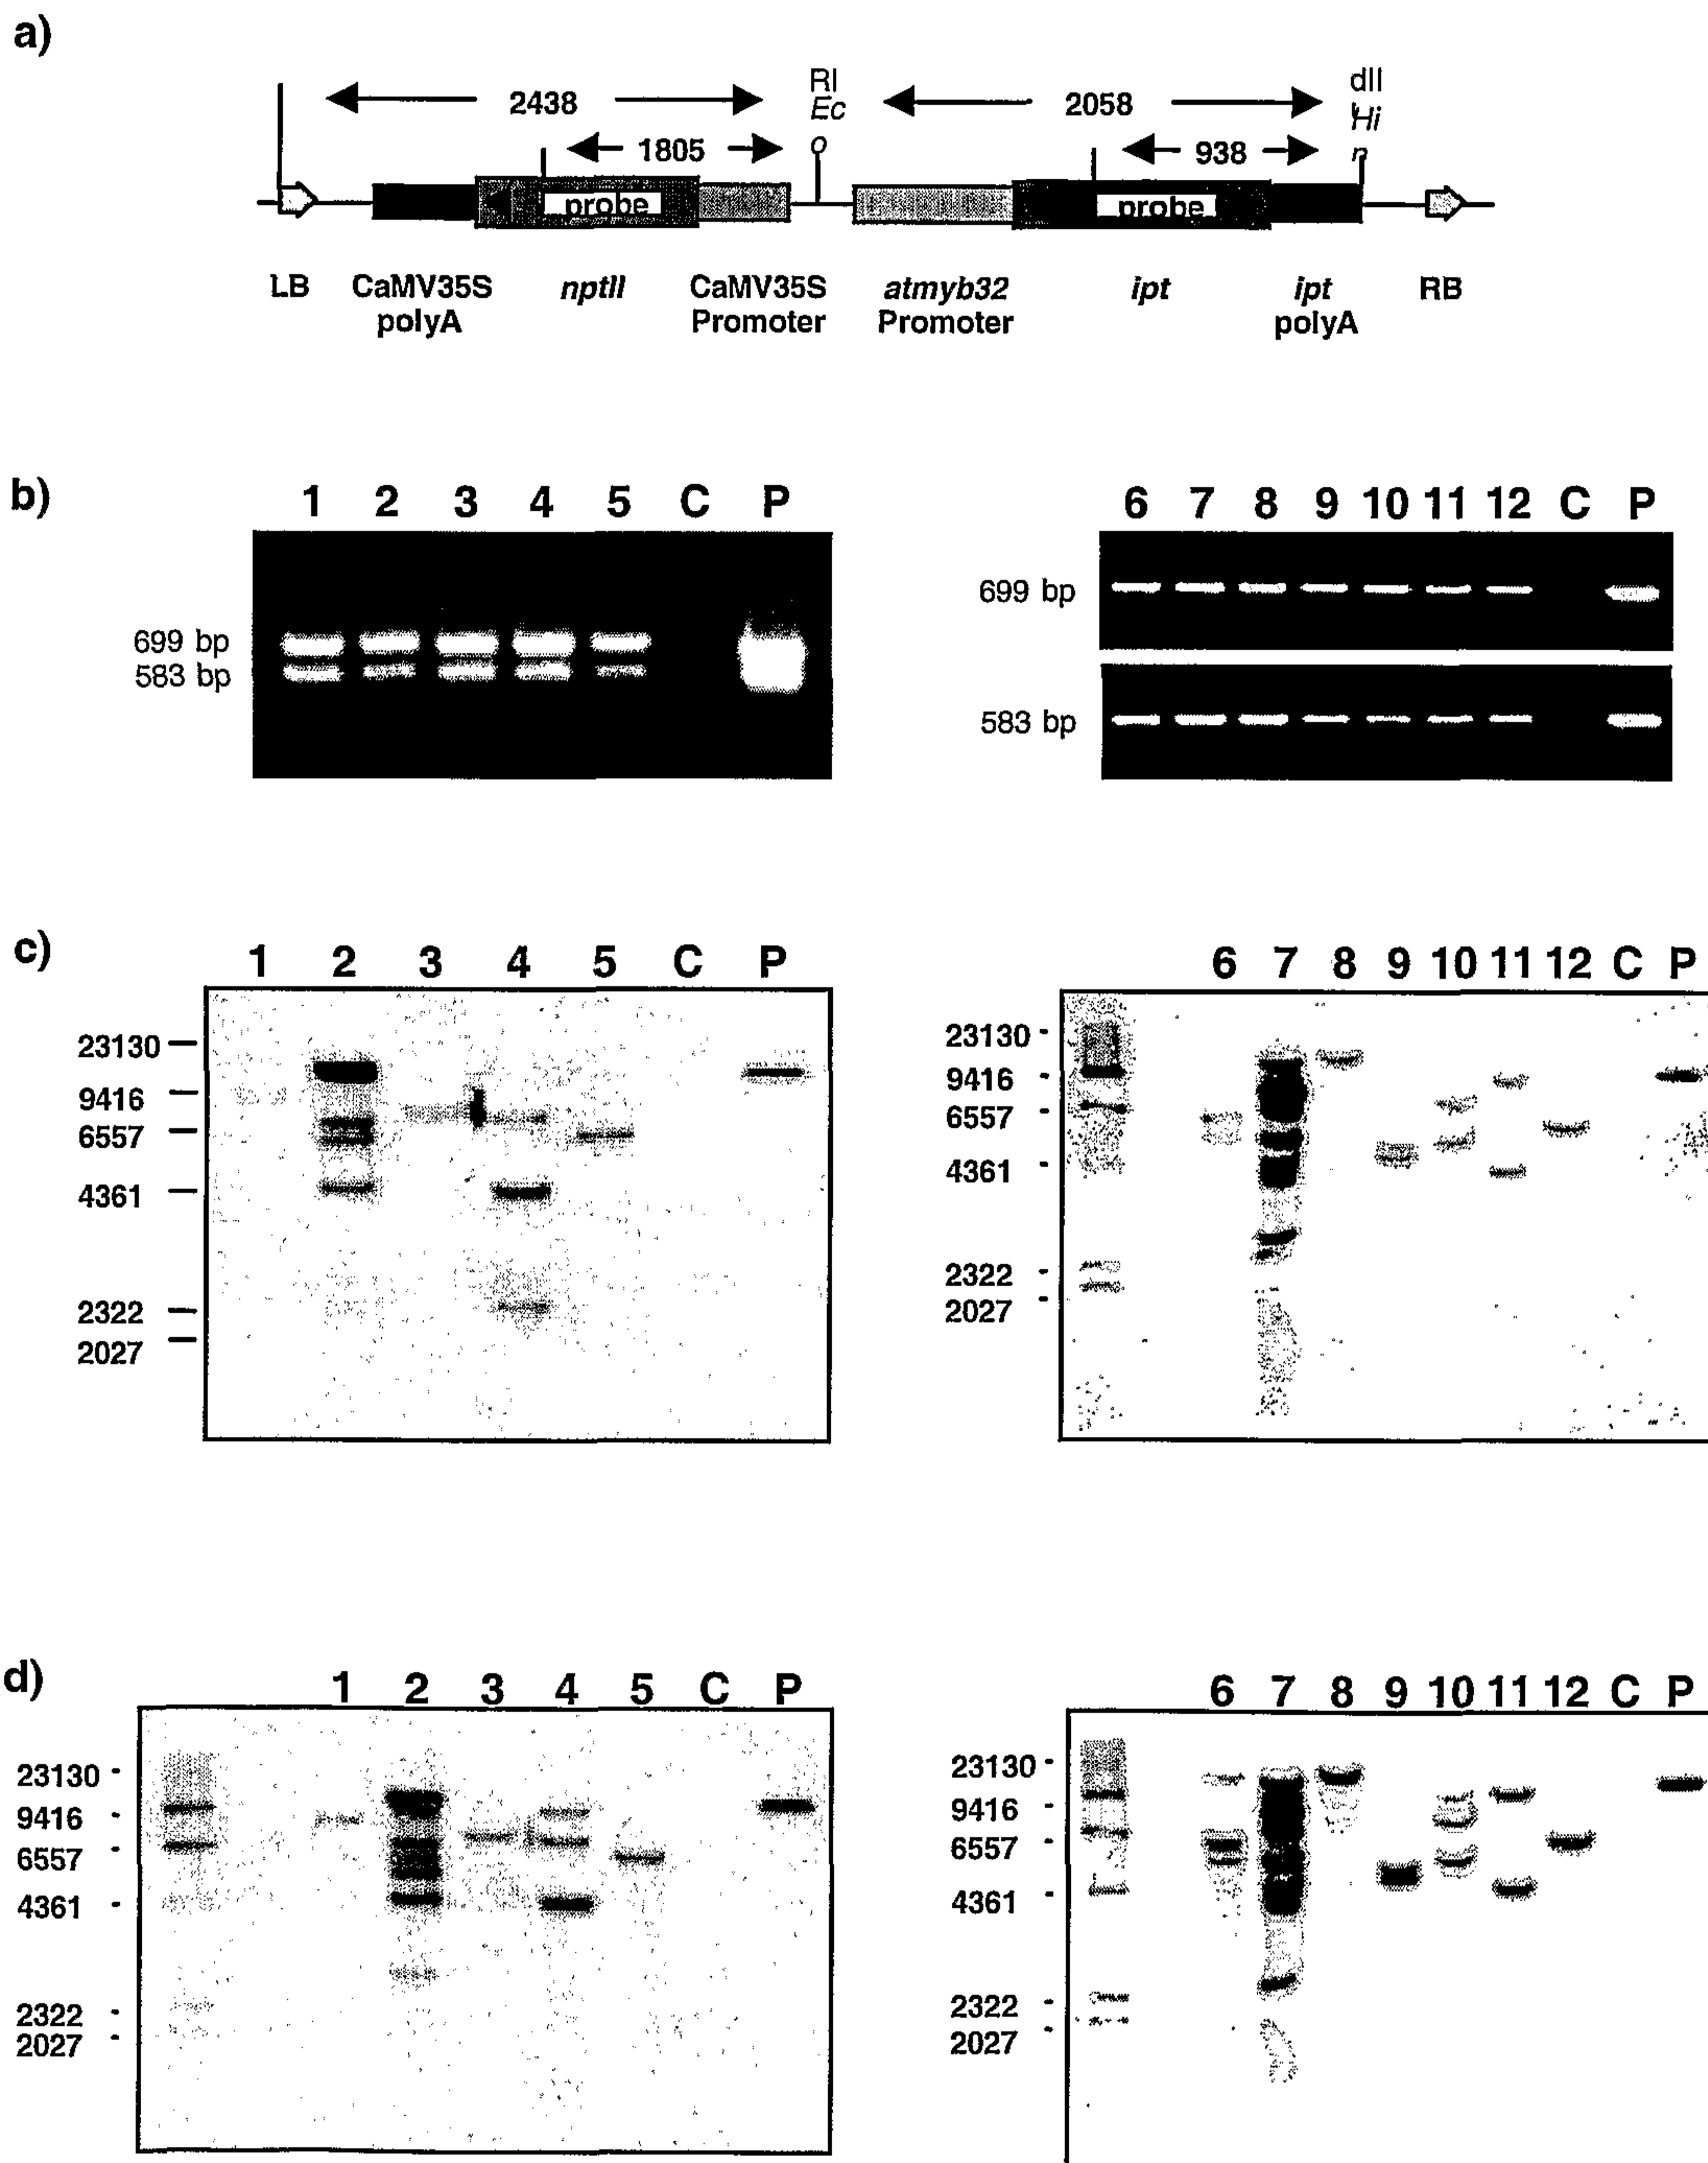 a)
2438
RI
Ec
o
2058
dII
Hi
n
1805
938
probe
probe
LB
CaMV35S
polyA
nptII
CaMV35S
Promoter
atmyb32
Promoter
ipt
ipt
polyA
RB
b)
1 2 3 4 5 C P
699 bp
583 bp
6 7 8 9 10 11 12 C P
699 bp
583 bp
c)
1 2 3 4 5 C P
23130
9416
6557
4361
2322
2027
6 7 8 9 10 11 12 C P
23130
9416
6557
4361
2322
2027
d)
1 2 3 4 5 C P
23130
9416
6557
4361
2322
2027
6 7 8 9 10 11 12 C P
23130
9416
6557
4361
2322
2027